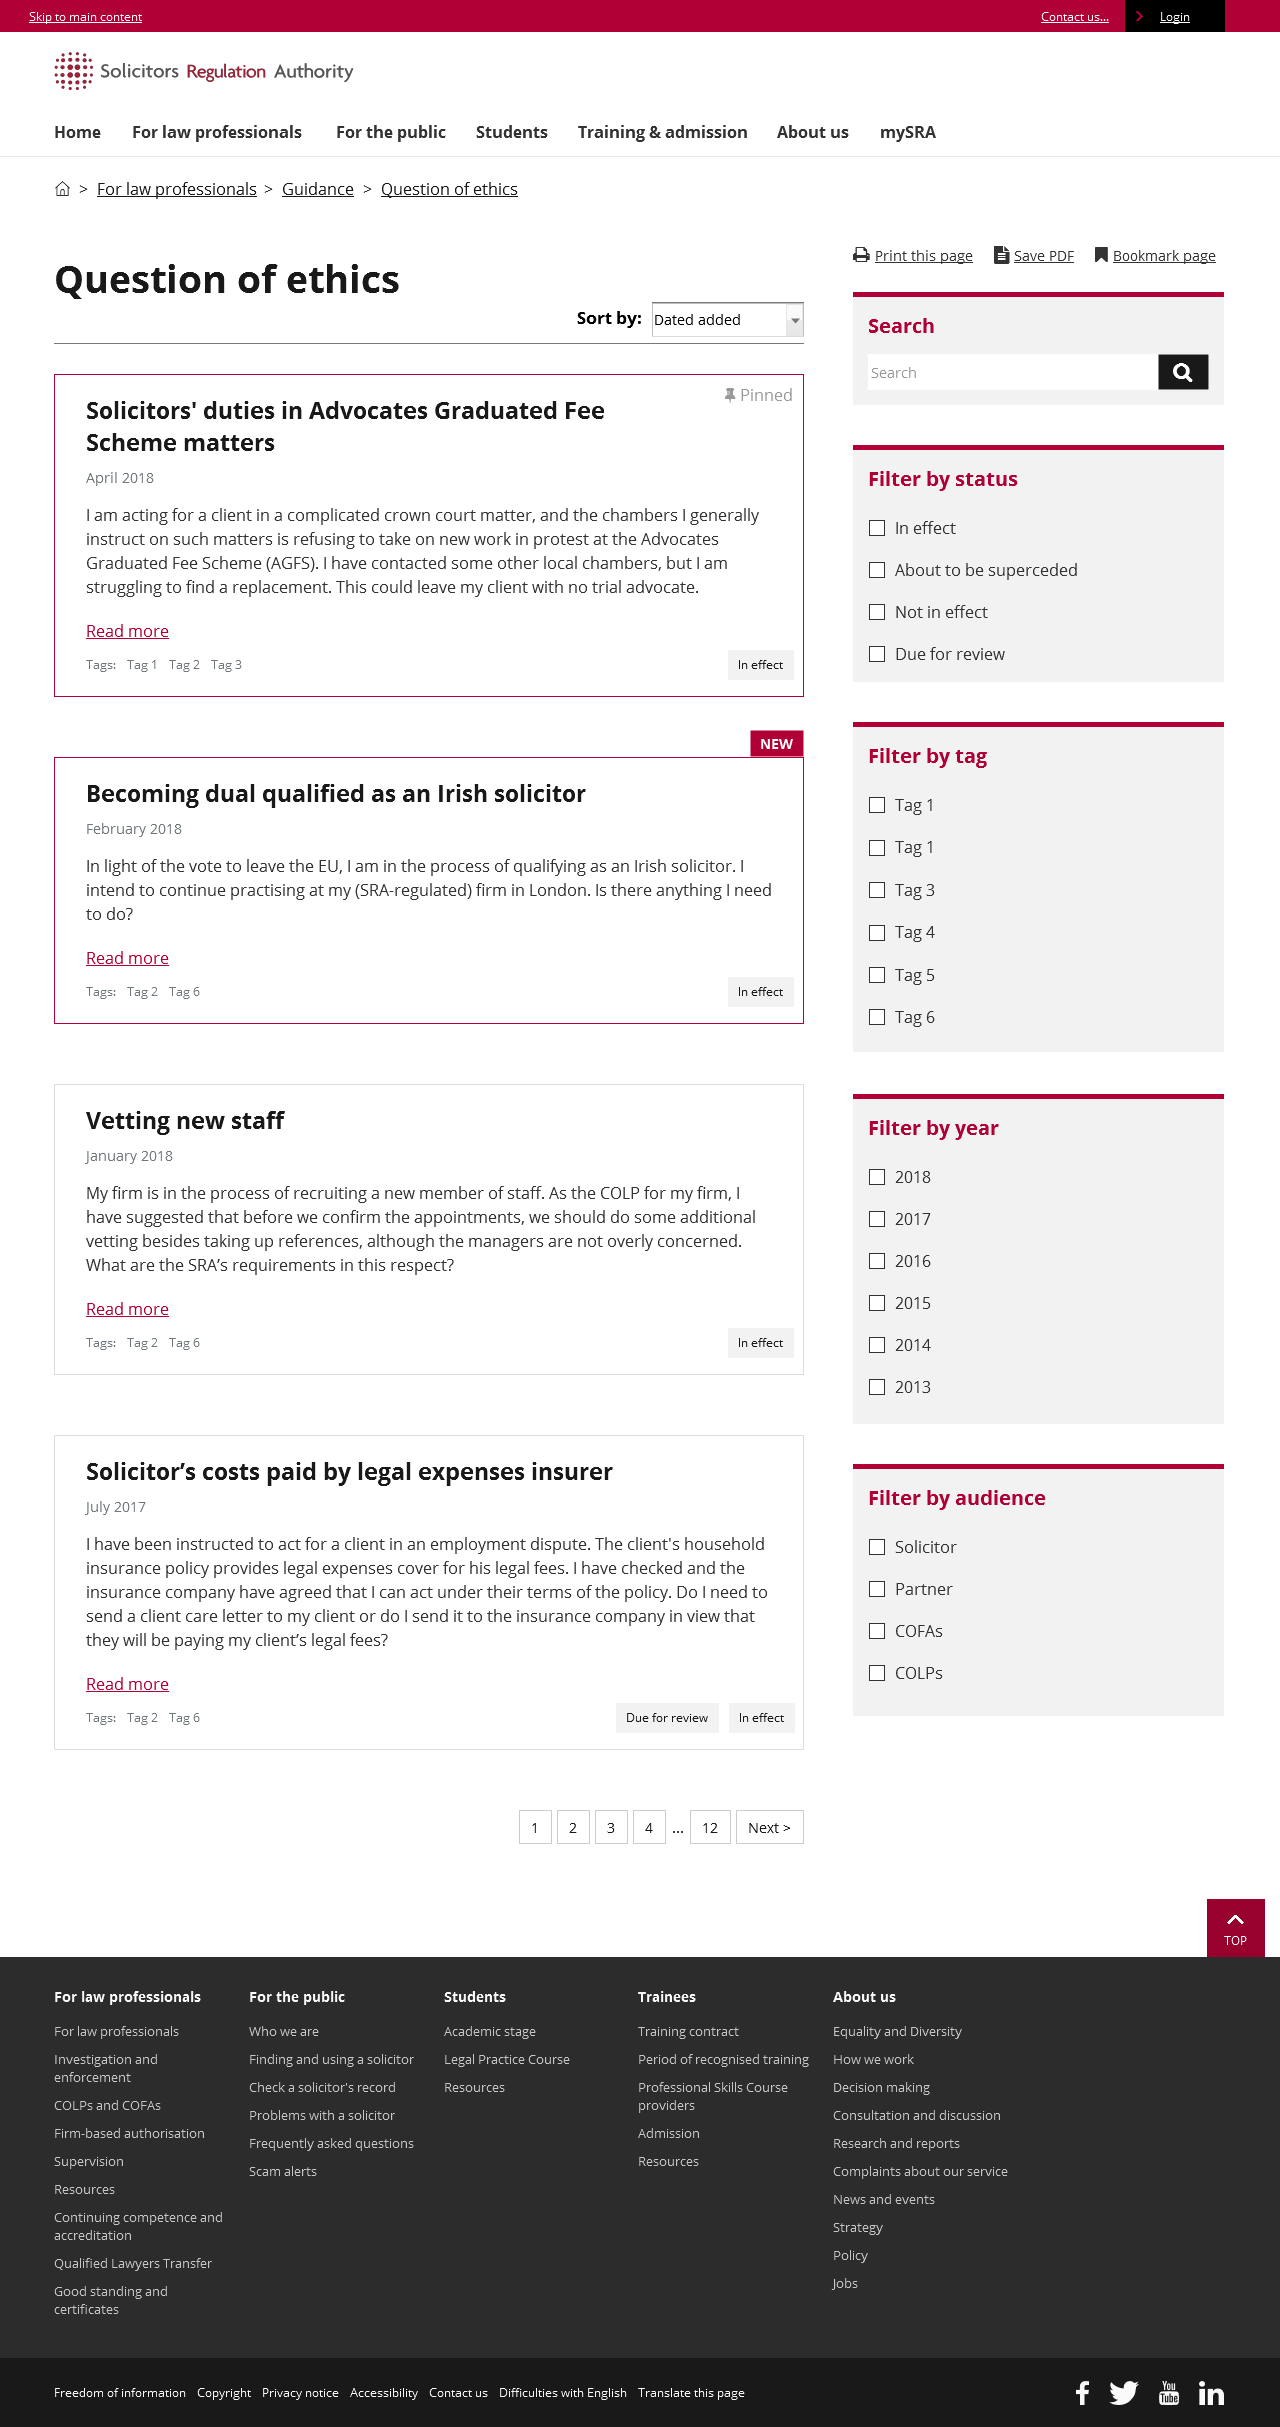 Skip to main content
Contact us...
Login
Solicitors Regulation Authority
Home For law professionals For the public Students Training & admission About us mySRA
> For law professionals > Guidance > Question of ethics
Question of ethics
Sort by: Dated added
Pinned
Solicitors' duties in Advocates Graduated Fee
Scheme matters
April 2018
I am acting for a client in a complicated crown court matter, and the chambers I generally
instruct on such matters is refusing to take on new work in protest at the Advocates
Graduated Fee Scheme (AGFS). I have contacted some other local chambers, but I am
struggling to find a replacement. This could leave my client with no trial advocate.
Read more
Tags: Tag 1 Tag 2 Tag 3
In effect
NEW
Becoming dual qualified as an Irish solicitor
February 2018
In light of the vote to leave the EU, I am in the process of qualifying as an Irish solicitor. I
intend to continue practising at my (SRA-regulated) firm in London. Is there anything I need
to do?
Read more
Tags: Tag 2 Tag 6
In effect
Vetting new staff
January 2018
My firm is in the process of recruiting a new member of staff. As the COLP for my firm, I
have suggested that before we confirm the appointments, we should do some additional
vetting besides taking up references, although the managers are not overly concerned.
What are the SRA’s requirements in this respect?
Read more
Tags: Tag 2 Tag 6
In effect
Solicitor’s costs paid by legal expenses insurer
July 2017
I have been instructed to act for a client in an employment dispute. The client's household
insurance policy provides legal expenses cover for his legal fees. I have checked and the
insurance company have agreed that I can act under their terms of the policy. Do I need to
send a client care letter to my client or do I send it to the insurance company in view that
they will be paying my client’s legal fees?
Read more
Tags: Tag 2 Tag 6
Due for review In effect
1 2 3 4 ... 12 Next >
Print this page Save PDF Bookmark page
Search
Search
Filter by status
In effect
About to be superceded
Not in effect
Due for review
Filter by tag
Tag 1
Tag 1
Tag 3
Tag 4
Tag 5
Tag 6
Filter by year
2018
2017
2016
2015
2014
2013
Filter by audience
Solicitor
Partner
COFAs
COLPs
TOP
For law professionals
For law professionals
Investigation and
enforcement
COLPs and COFAs
Firm-based authorisation
Supervision
Resources
Continuing competence and
accreditation
Qualified Lawyers Transfer
Good standing and
certificates
For the public
Who we are
Finding and using a solicitor
Check a solicitor's record
Problems with a solicitor
Frequently asked questions
Scam alerts
Students
Academic stage
Legal Practice Course
Resources
Trainees
Training contract
Period of recognised training
Professional Skills Course
providers
Admission
Resources
About us
Equality and Diversity
How we work
Decision making
Consultation and discussion
Research and reports
Complaints about our service
News and events
Strategy
Policy
Jobs
Freedom of information Copyright Privacy notice Accessibility Contact us Difficulties with English Translate this page
You
Tube
in